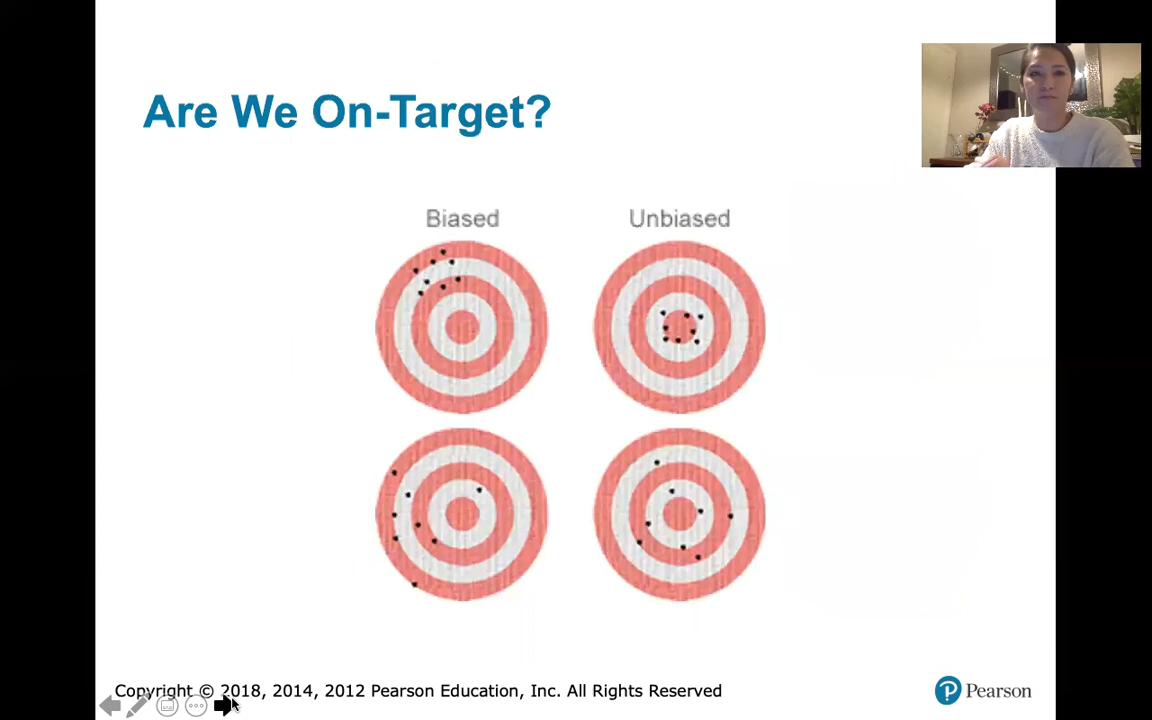 Are We On-Target?
Biased
Unbiased
Copyright © 2018, 2014, 2012 Pearson Education, Inc. All Rights Reserved
Pearson